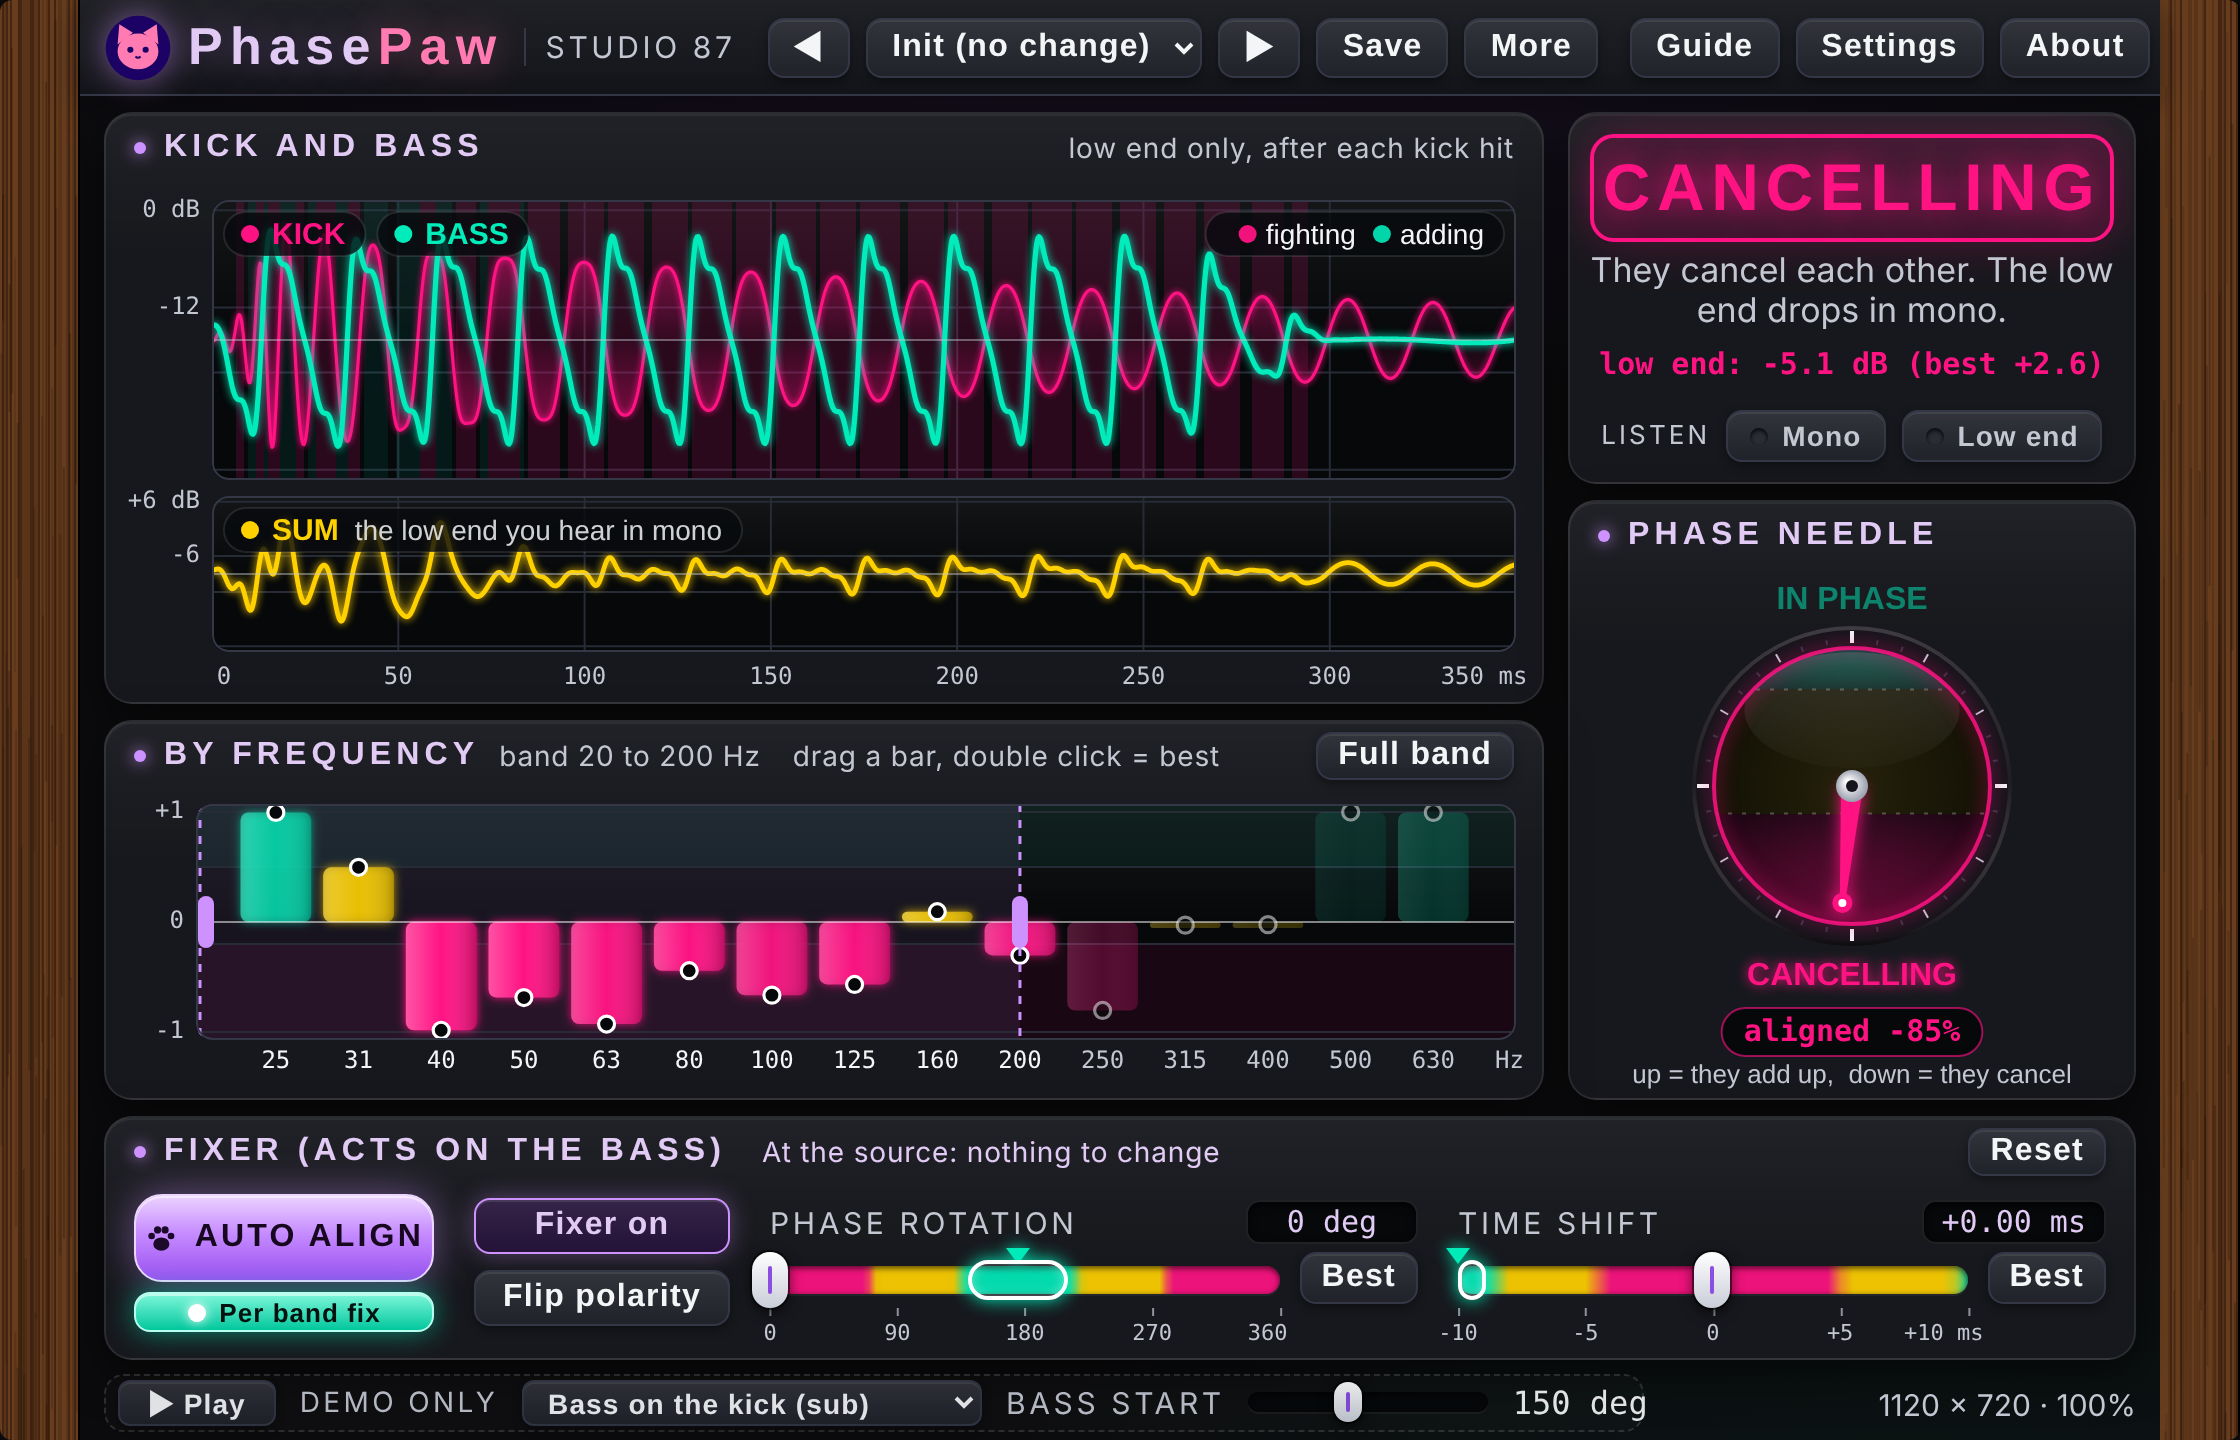 PhasePaw STUDIO 87 Init (no change) Save More Guide Settings About
KICK AND BASS low end only, after each kick hit
0 dB
KICK BASS fighting adding
-12
+6 dB
SUM the low end you hear in mono
-6
0 50 100 150 200 250 300 350 ms
CANCELLING
They cancel each other. The low
end drops in mono.
low end: -5.1 dB (best +2.6)
LISTEN Mono Low end
PHASE NEEDLE
IN PHASE
CANCELLING
aligned -85%
up = they add up, down = they cancel
BY FREQUENCY band 20 to 200 Hz drag a bar, double click = best Full band
+1
0
-1
25 31 40 50 63 80 100 125 160 200 250 315 400 500 630 Hz
FIXER (ACTS ON THE BASS) At the source: nothing to change Reset
AUTO ALIGN Fixer on PHASE ROTATION 0 deg TIME SHIFT +0.00 ms
Per band fix Flip polarity Best Best
0 90 180 270 360 -10 -5 0 +5 +10 ms
Play DEMO ONLY Bass on the kick (sub) BASS START 150 deg 1120 × 720 · 100%